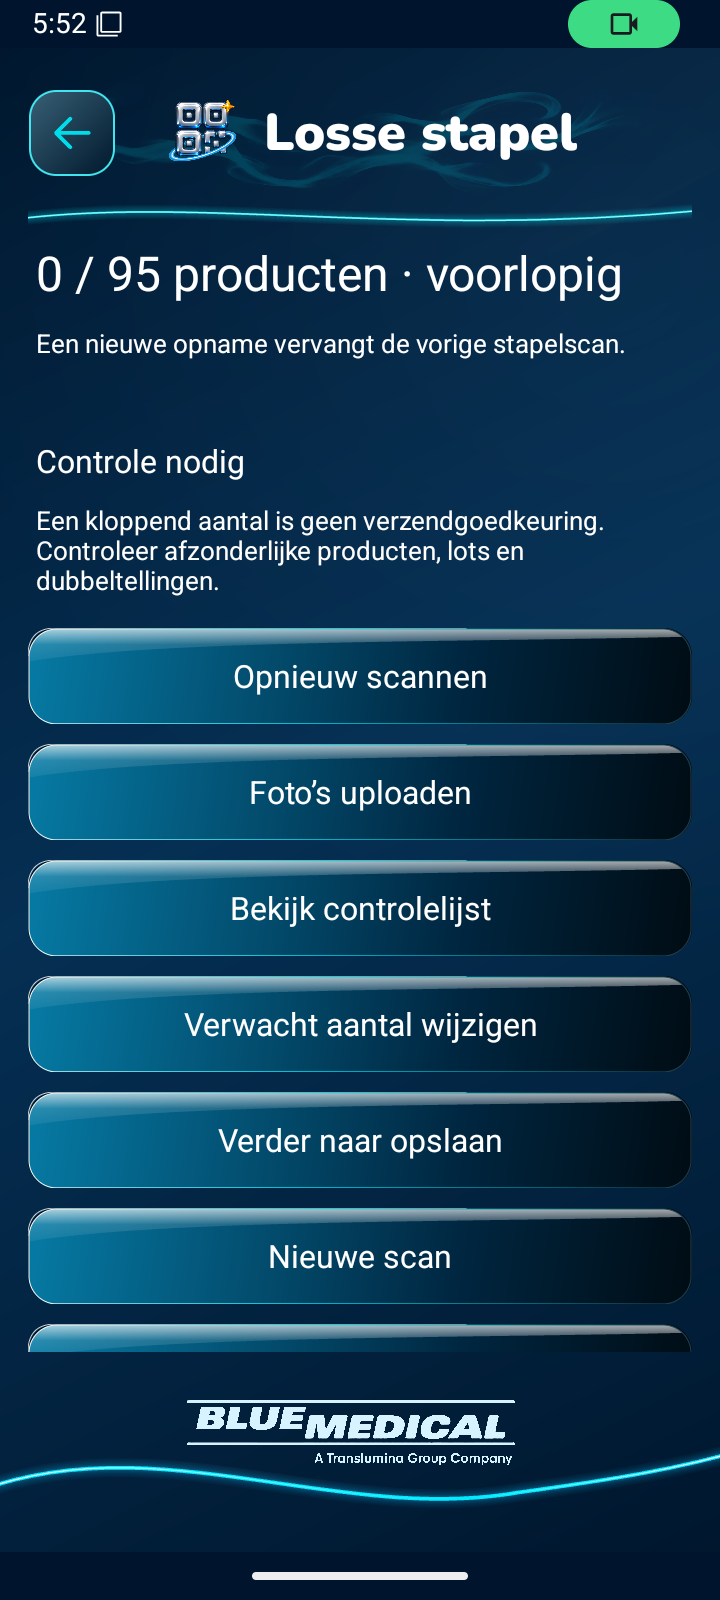 5:52
Losse stapel
0 / 95 producten · voorlopig
Een nieuwe opname vervangt de vorige stapelscan.
Controle nodig
Een kloppend aantal is geen verzendgoedkeuring.
Controleer afzonderlijke producten, lots en
dubbeltellingen.
Opnieuw scannen
Foto’s uploaden
Bekijk controlelijst
Verwacht aantal wijzigen
Verder naar opslaan
Nieuwe scan
BLUEMEDICAL
A Translumina Group Company